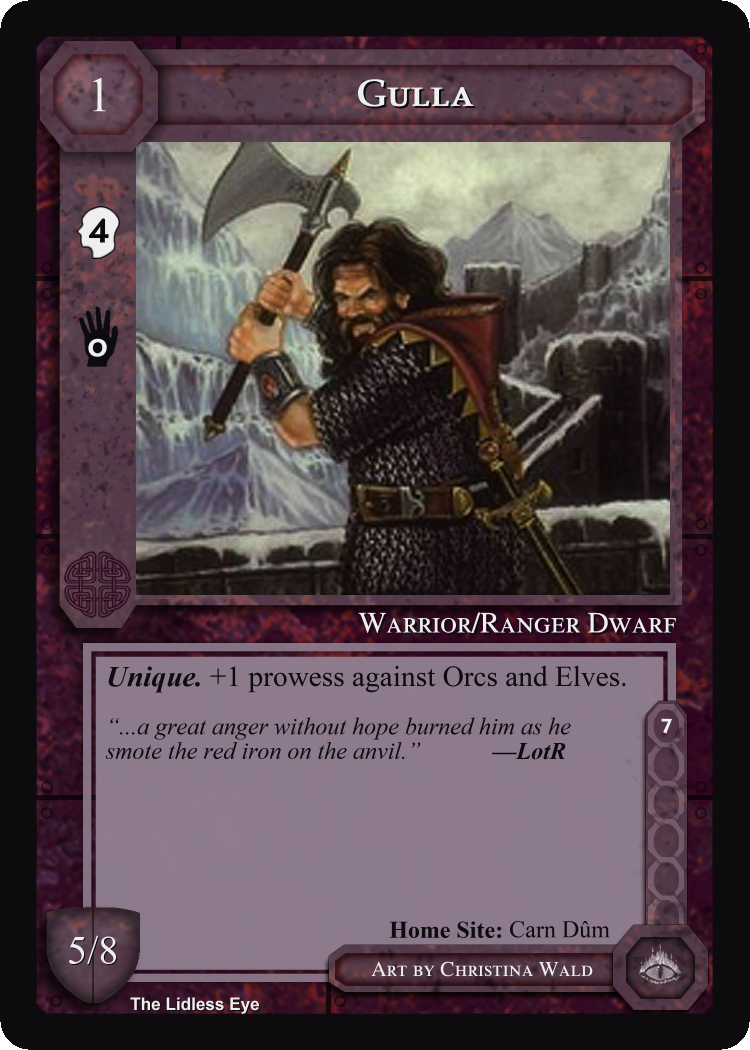 1
Gulla
4
0
Warrior/Ranger Dwarf
Unique. +1 prowess against Orcs and Elves.
“...a great anger without hope burned him as he
smote the red iron on the anvil.” —LotR
7
Home Site: Carn Dûm
5/8
Art by Christina Wald
The Lidless Eye